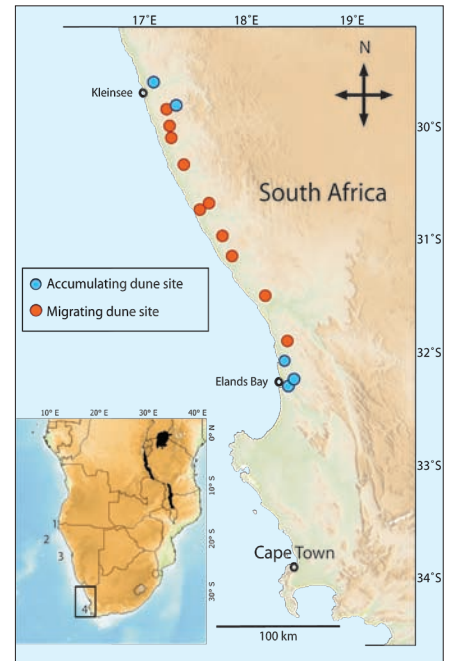 17°E 18°E 19°E
N
Kleinsee
30°S
South Africa
31°S
Accumulating dune site
Migrating dune site
32°S
Elands Bay
10° E 20° E 30° E 40° E
0° N
10° S
20° S
30° S
1
2
3
4
33°S
Cape Town
34°S
100 km